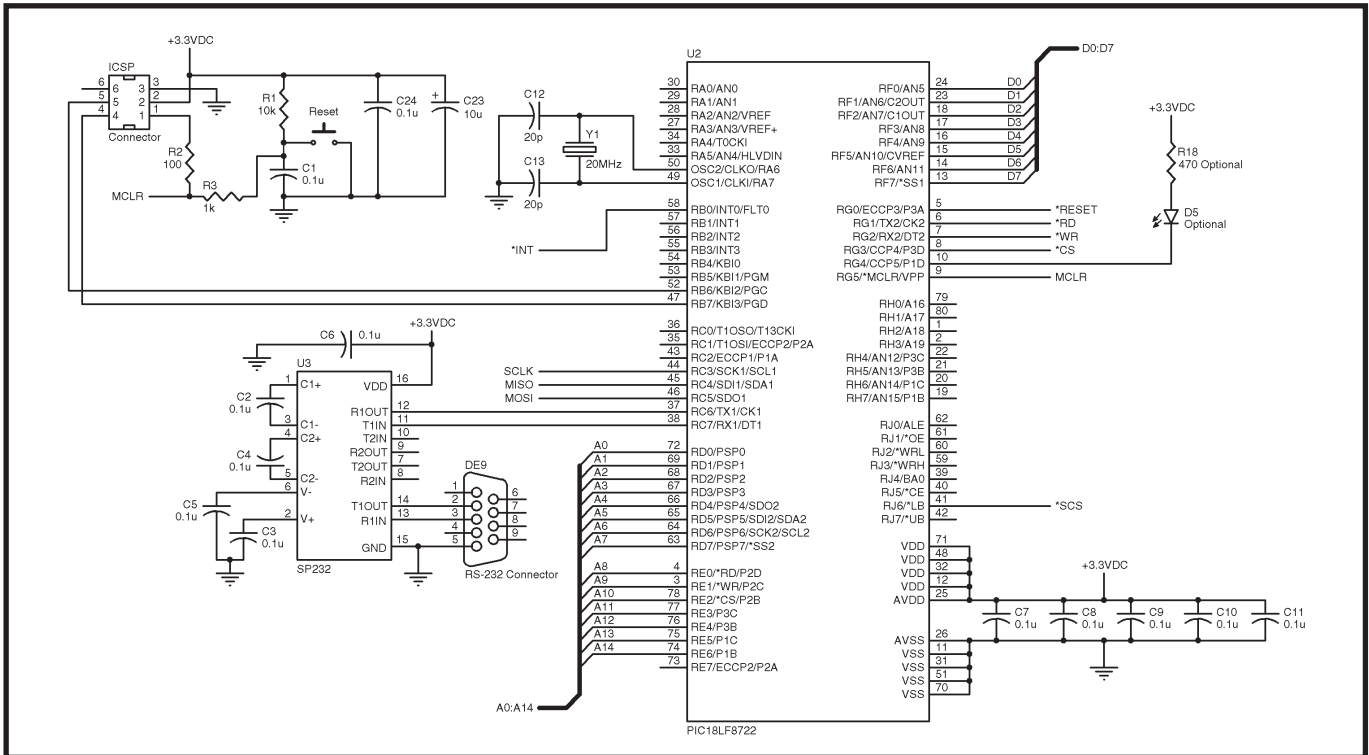 +3.3VDC
ICSP
6 6 3 3
5 5 2 2
4 4 1 1
Connector
R1
10k
Reset
C24
0.1u
+
C23
10u
R2
100
C1
0.1u
MCLR
R3
1k
C12
20p
Y1
20MHz
C13
20p
*INT
U2
30 RA0/AN0
29 RA1/AN1
28 RA2/AN2/VREF
27 RA3/AN3/VREF+
34 RA4/T0CKI
33 RA5/AN4/HLVDIN
50 OSC2/CLKO/RA6
49 OSC1/CLKI/RA7
58 RB0/INT0/FLT0
57 RB1/INT1
56 RB2/INT2
55 RB3/INT3
54 RB4/KBI0
53 RB5/KBI1/PGM
52 RB6/KBI2/PGC
47 RB7/KBI3/PGD
36 RC0/T1OSO/T13CKI
35 RC1/T1OSI/ECCP2/P2A
43 RC2/ECCP1/P1A
SCLK 44 RC3/SCK1/SCL1
MISO 45 RC4/SDI1/SDA1
MOSI 46 RC5/SDO1
37 RC6/TX1/CK1
38 RC7/RX1/DT1
A0 72 RD0/PSP0
A1 69 RD1/PSP1
A2 68 RD2/PSP2
A3 67 RD3/PSP3
A4 66 RD4/PSP4/SDO2
A5 65 RD5/PSP5/SDI2/SDA2
A6 64 RD6/PSP6/SCK2/SCL2
A7 63 RD7/PSP7/*SS2
A8 4 RE0/*RD/P2D
A9 3 RE1/*WR/P2C
A10 78 RE2/*CS/P2B
A11 77 RE3/P3C
A12 76 RE4/P3B
A13 75 RE5/P1C
A14 74 RE6/P1B
73 RE7/ECCP2/P2A
A0:A14
PIC18LF8722
D0:D7
RF0/AN5 24 D0
RF1/AN6/C2OUT 23 D1
RF2/AN7/C1OUT 18 D2
RF3/AN8 17 D3
RF4/AN9 16 D4
RF5/AN10/CVREF 15 D5
RF6/AN11 14 D6
RF7/*SS1 13 D7
RG0/ECCP3/P3A 5 *RESET
RG1/TX2/CK2 6 *RD
RG2/RX2/DT2 7 *WR
RG3/CCP4/P3D 8 *CS
RG4/CCP5/P1D 10
RG5/*MCLR/VPP 9 MCLR
RH0/A16 79
RH1/A17 80
RH2/A18 1
RH3/A19 2
RH4/AN12/P3C 22
RH5/AN13/P3B 21
RH6/AN14/P1C 20
RH7/AN15/P1B 19
RJ0/ALE 62
RJ1/*OE 61
RJ2/*WRL 60
RJ3/*WRH 59
RJ4/BA0 39
RJ5/*CE 40
RJ6/*LB 41 *SCS
RJ7/*UB 42
VDD 71
VDD 48
VDD 32
VDD 12
AVDD 25
AVSS 26
VSS 11
VSS 31
VSS 51
VSS 70
+3.3VDC
R18
470 Optional
D5
Optional
+3.3VDC
C7
0.1u
C8
0.1u
C9
0.1u
C10
0.1u
C11
0.1u
C6 0.1u
+3.3VDC
U3
1 C1+ VDD 16
C2
0.1u
R1OUT 12
3 C1- T1IN 11
4 C2+ T2IN 10
R2OUT 9
C4
0.1u
T2OUT 7
5 C2- R2IN 8
6 V-
C5
0.1u
T1OUT 14
2 V+ R1IN 13
C3
0.1u
GND 15
SP232
DE9
1
2
3
4
5
6
7
8
9
RS-232 Connector